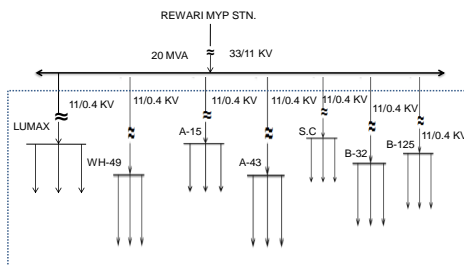 REWARI MYP STN.
20 MVA 33/11 KV
11/0.4 KV
11/0.4 KV
11/0.4 KV
11/0.4 KV
11/0.4 KV
11/0.4 KV
11/0.4 KV
LUMAX
WH-49
A-15
A-43
S.C
B-32
B-125